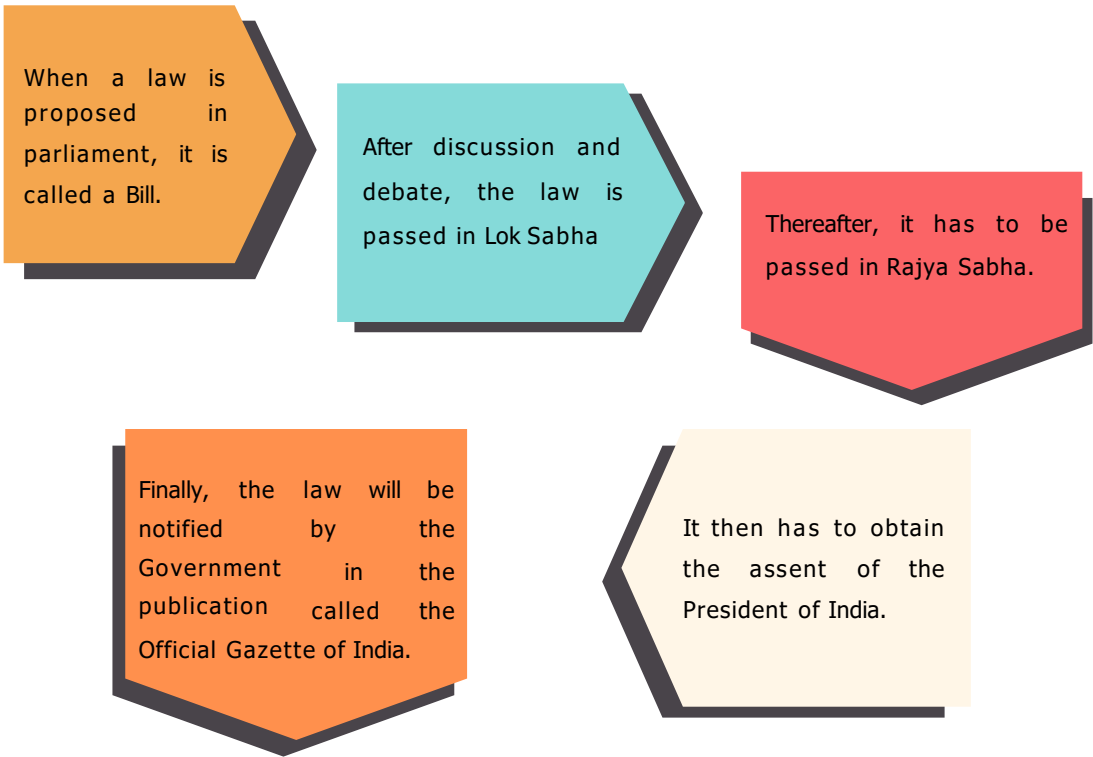 When a law is
proposed in
parliament, it is
called a Bill.
After discussion and
debate, the law is
passed in Lok Sabha
Thereafter, it has to be
passed in Rajya Sabha.
It then has to obtain
the assent of the
President of India.
Finally, the law will be
notified by the
Government in the
publication called the
Official Gazette of India.